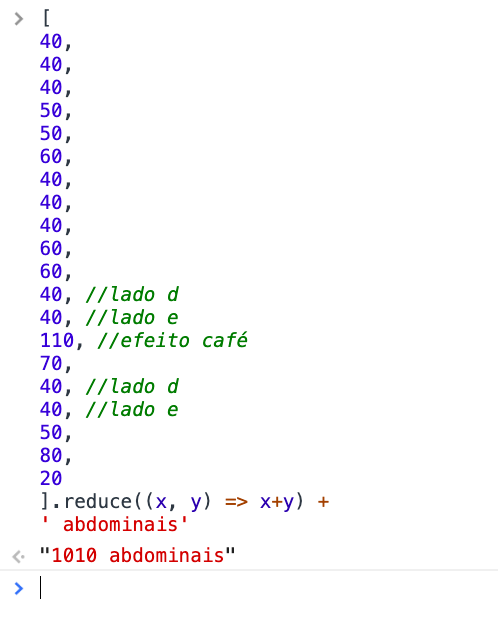 > [
40,
40,
40,
50,
50,
60,
40,
40,
40,
60,
60,
40, //lado d
40, //lado e
110, //efeito café
70,
40, //lado d
40, //lado e
50,
80,
20
].reduce((x, y) => x+y) +
' abdominais'
"1010 abdominais"
>